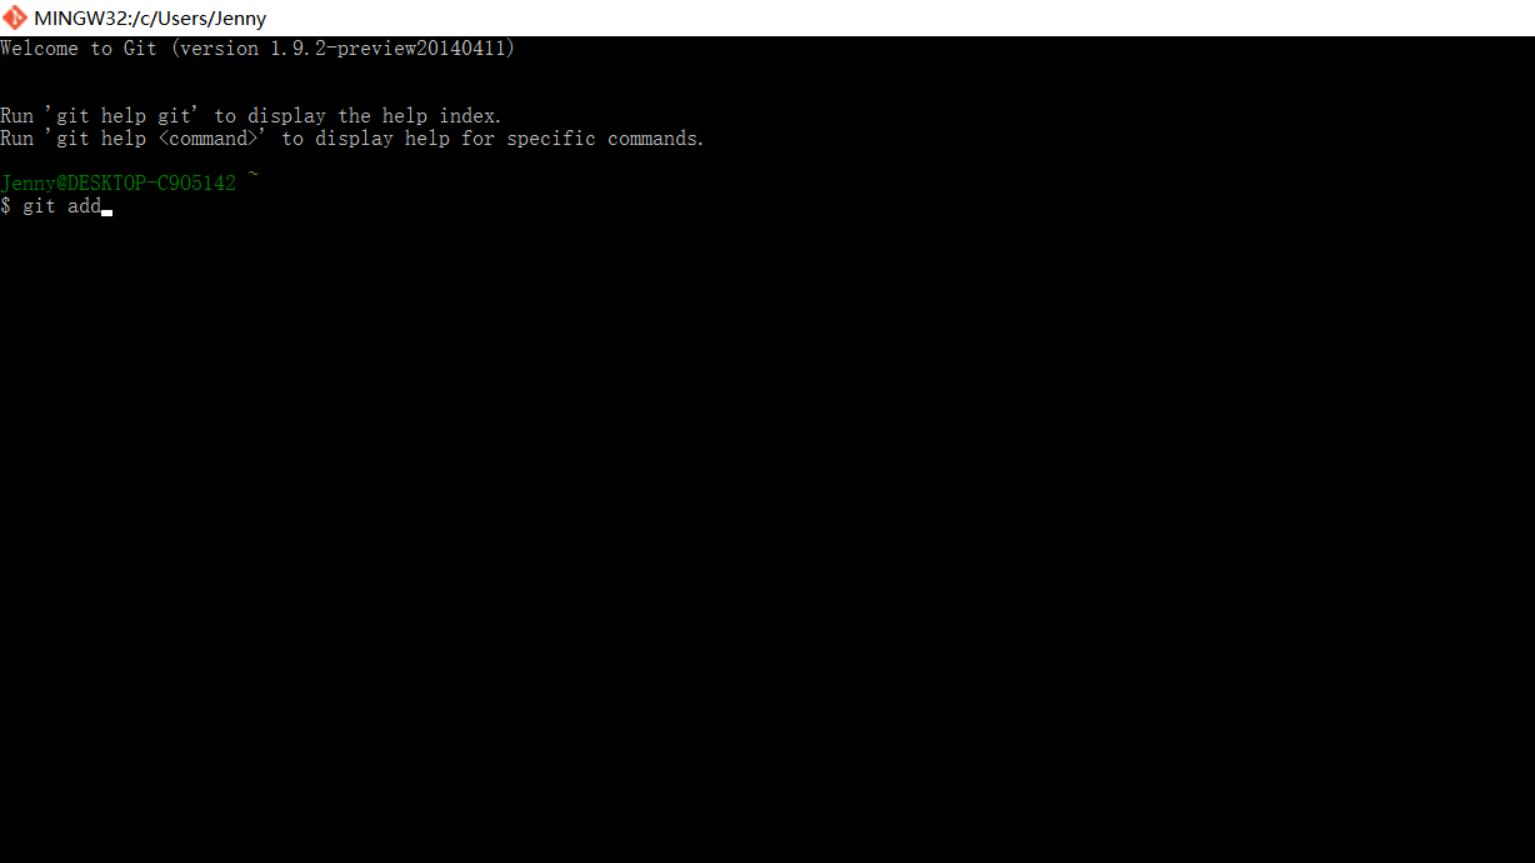 MINGW32:/c/Users/Jenny
Welcome to Git (version 1.9.2-preview20140411)
Run 'git help git' to display the help index.
Run 'git help <command>' to display help for specific commands.
Jenny@DESKTOP-C905142 ~
$ git add